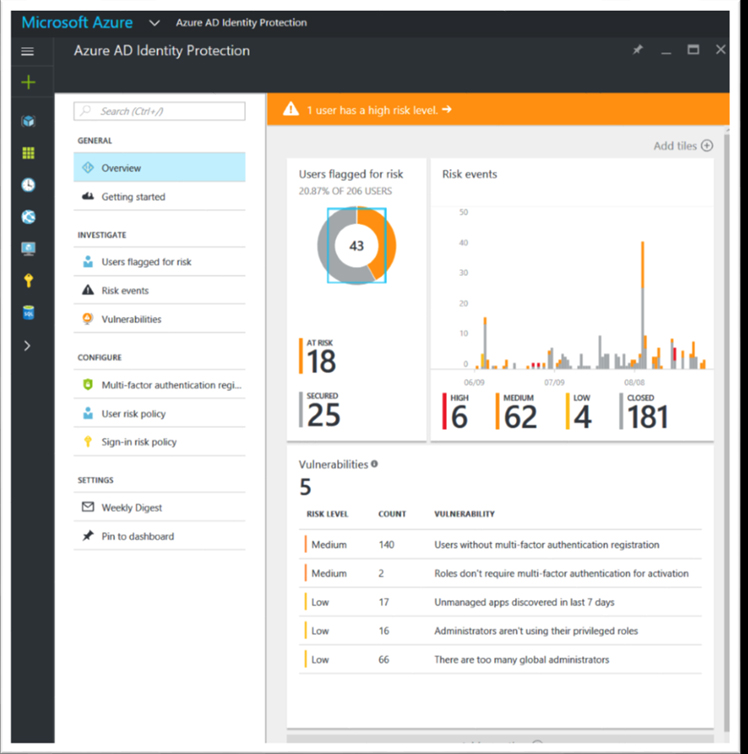 Microsoft Azure Azure AD Identity Protection
Azure AD Identity Protection
Search (Ctrl+/)
GENERAL
Overview
Getting started
INVESTIGATE
Users flagged for risk
Risk events
Vulnerabilities
CONFIGURE
Multi-factor authentication regi...
User risk policy
Sign-in risk policy
SETTINGS
Weekly Digest
Pin to dashboard
1 user has a high risk level. →
Add tiles
Users flagged for risk
20.87% OF 206 USERS
43
AT RISK
18
SECURED
25
Risk events
50
40
30
20
10
0
06/09 07/09 08/08
HIGH MEDIUM LOW CLOSED
6 62 4 181
Vulnerabilities
5
RISK LEVEL COUNT VULNERABILITY
Medium 140 Users without multi-factor authentication registration
Medium 2 Roles don't require multi-factor authentication for activation
Low 17 Unmanaged apps discovered in last 7 days
Low 16 Administrators aren't using their privileged roles
Low 66 There are too many global administrators